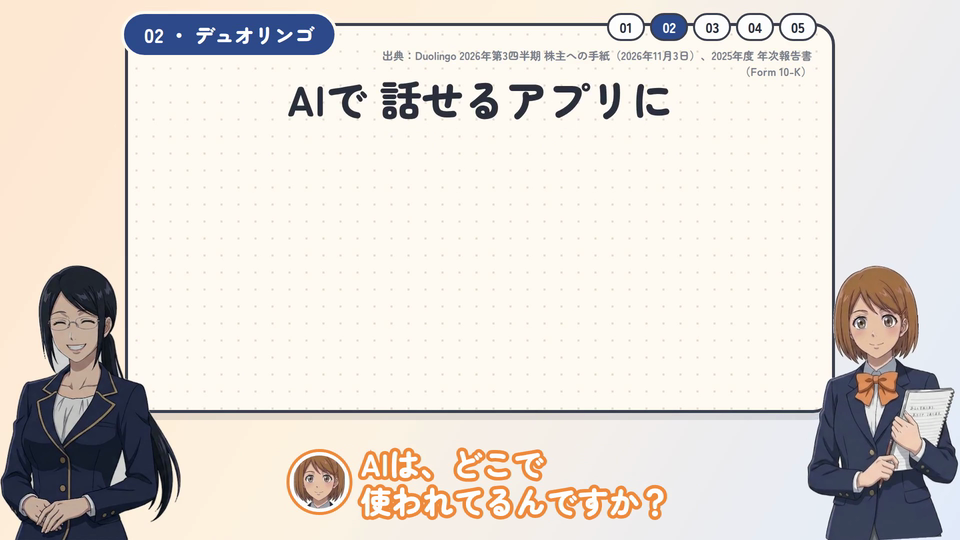 02 ・ デュオリンゴ
01 02 03 04 05
出典：Duolingo 2026年第3四半期 株主への手紙（2026年11月3日）、2025年度 年次報告書
（Form 10-K）
AIで 話せるアプリに
AIは、どこで
使われてるんですか？